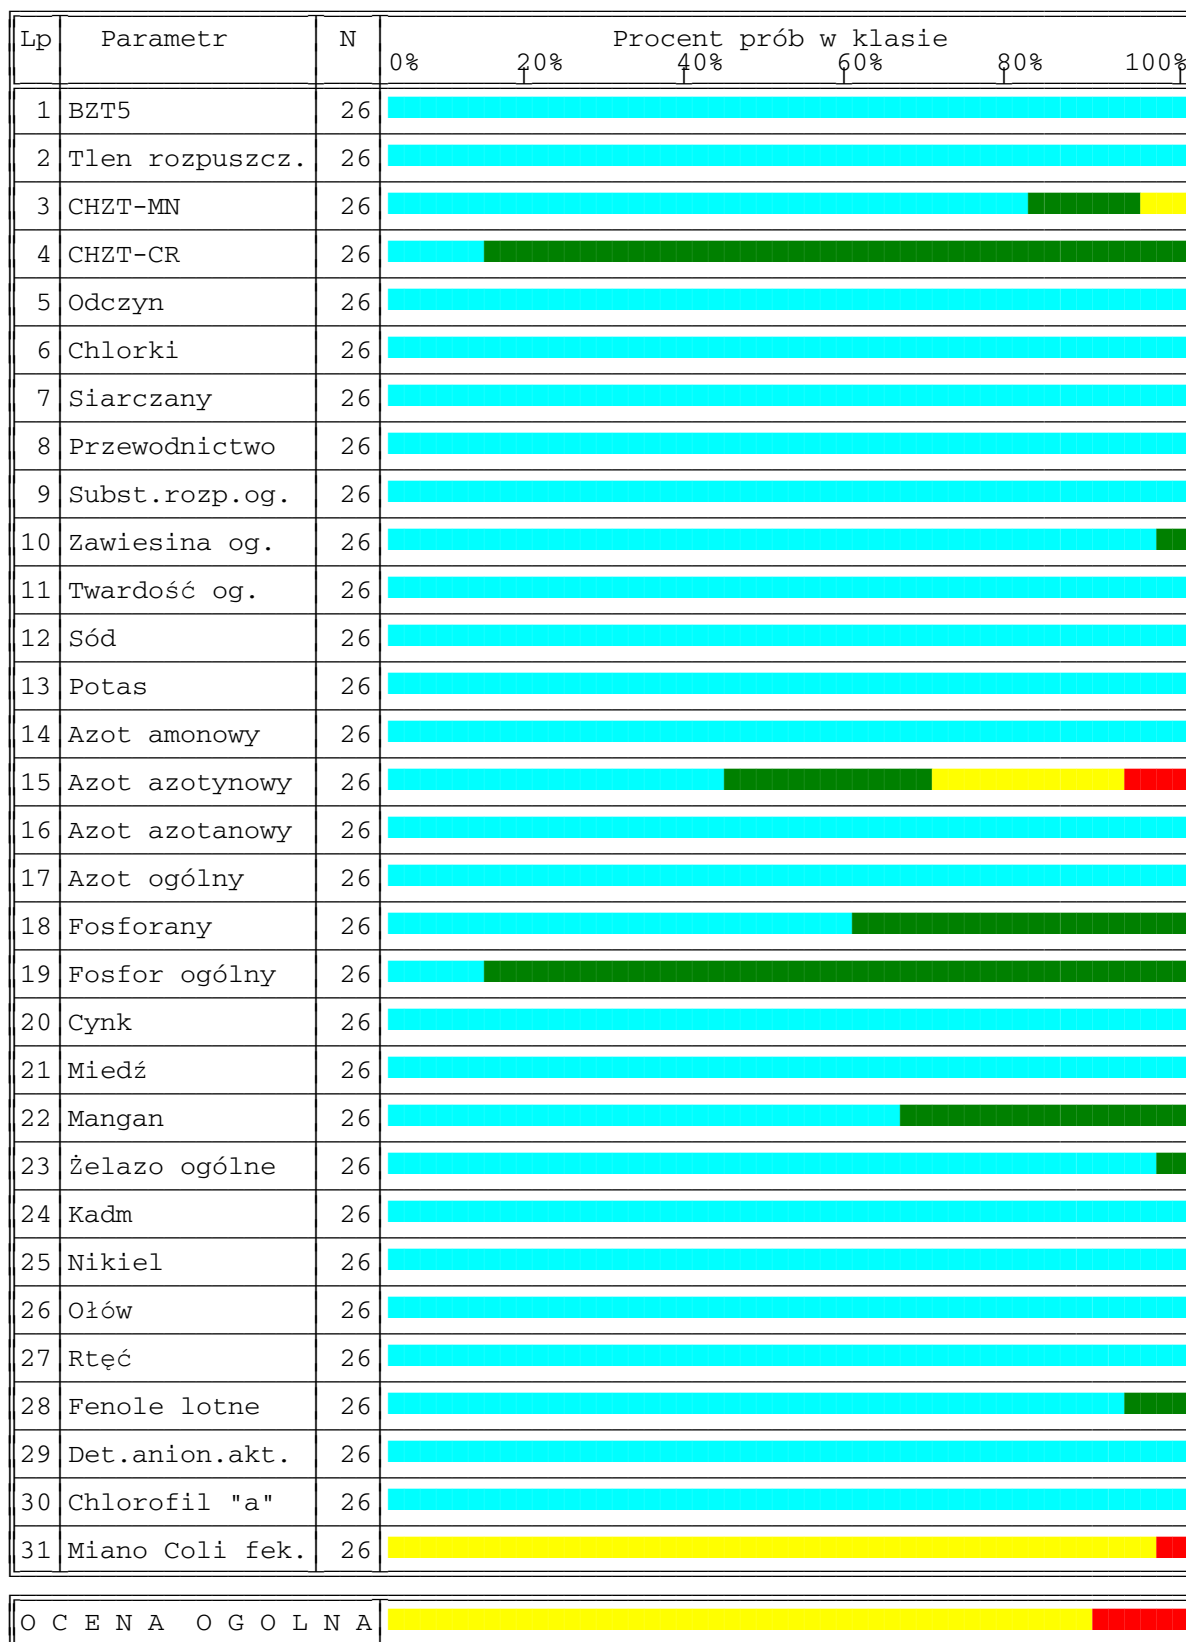 Lp Parametr N Procent prób w klasie
0% 20% 40% 60% 80% 100%
1 BZT5 26
2 Tlen rozpuszcz. 26
3 CHZT-MN 26
4 CHZT-CR 26
5 Odczyn 26
6 Chlorki 26
7 Siarczany 26
8 Przewodnictwo 26
9 Subst.rozp.og. 26
10 Zawiesina og. 26
11 Twardość og. 26
12 Sód 26
13 Potas 26
14 Azot amonowy 26
15 Azot azotynowy 26
16 Azot azotanowy 26
17 Azot ogólny 26
18 Fosforany 26
19 Fosfor ogólny 26
20 Cynk 26
21 Miedź 26
22 Mangan 26
23 Żelazo ogólne 26
24 Kadm 26
25 Nikiel 26
26 Ołów 26
27 Rtęć 26
28 Fenole lotne 26
29 Det.anion.akt. 26
30 Chlorofil "a" 26
31 Miano Coli fek. 26
O C E N A O G O L N A